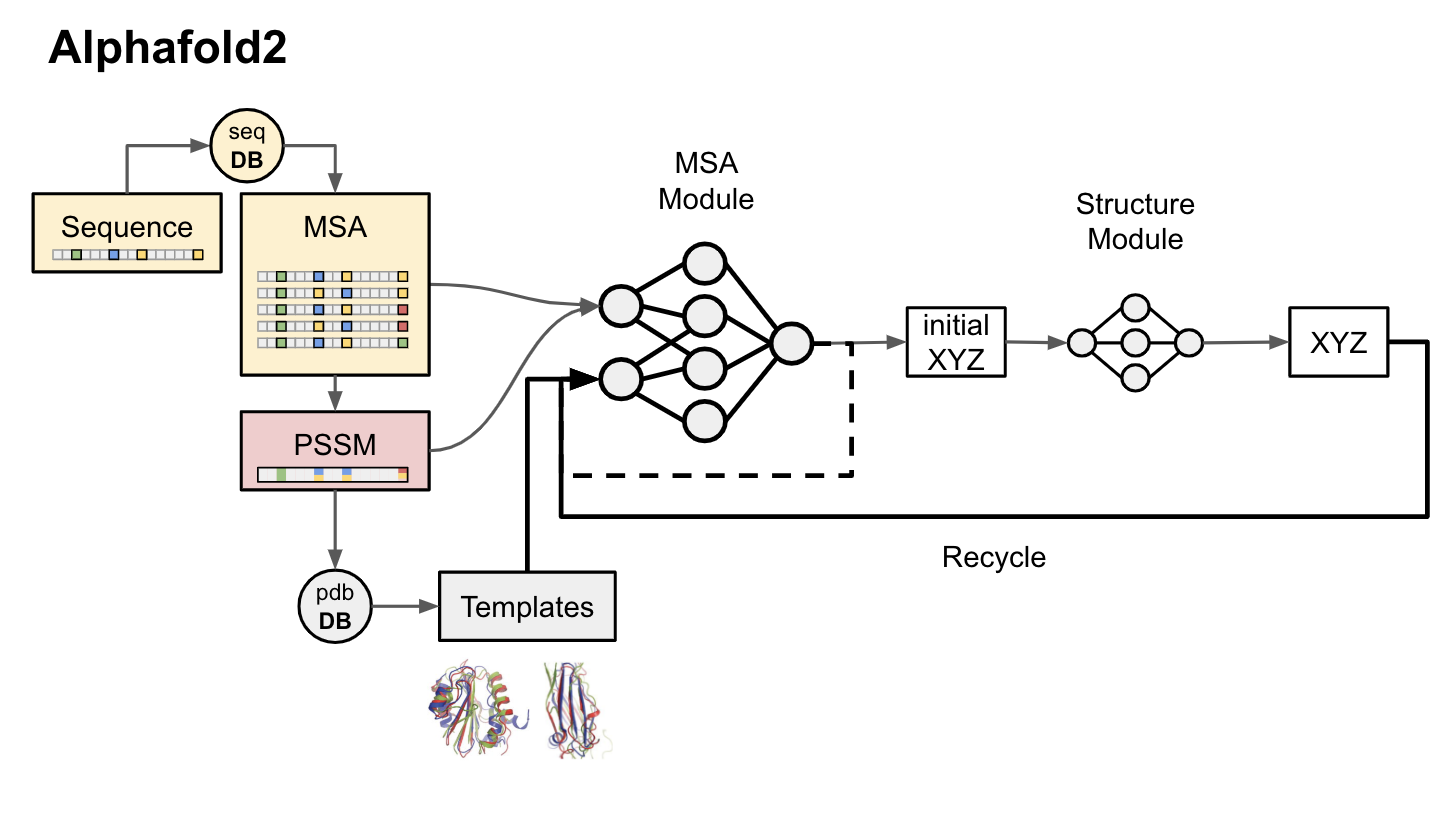 Alphafold2
seq
DB
Sequence
MSA
PSSM
pdb
DB
Templates
MSA
Module
initial
XYZ
Structure
Module
XYZ
Recycle